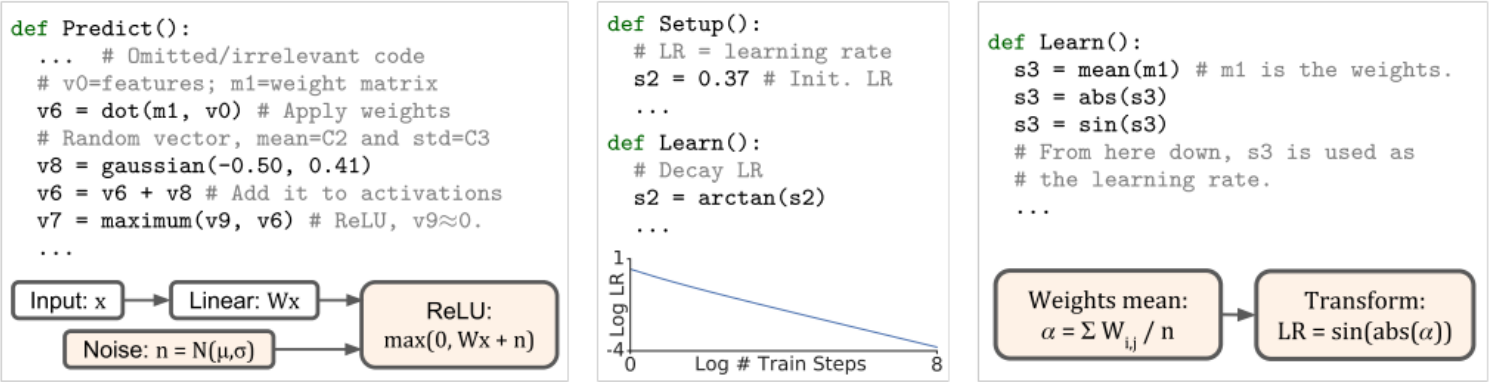 def Predict():
... # Omitted/irrelevant code
# v0=features; m1=weight matrix
v6 = dot(m1, v0) # Apply weights
# Random vector, mean=C2 and std=C3
v8 = gaussian(-0.50, 0.41)
v6 = v6 + v8 # Add it to activations
v7 = maximum(v9, v6) # ReLU, v9≈0.
...
Input: x
Linear: Wx
Noise: n = N(μ,σ)
ReLU:
max(0, Wx + n)
def Setup():
# LR = learning rate
s2 = 0.37 # Init. LR
...
def Learn():
# Decay LR
s2 = arctan(s2)
...
1
Log LR
-4
0
Log # Train Steps
8
def Learn():
s3 = mean(m1) # m1 is the weights.
s3 = abs(s3)
s3 = sin(s3)
# From here down, s3 is used as
# the learning rate.
...
Weights mean:
α = Σ Wi,j / n
Transform:
LR = sin(abs(α))